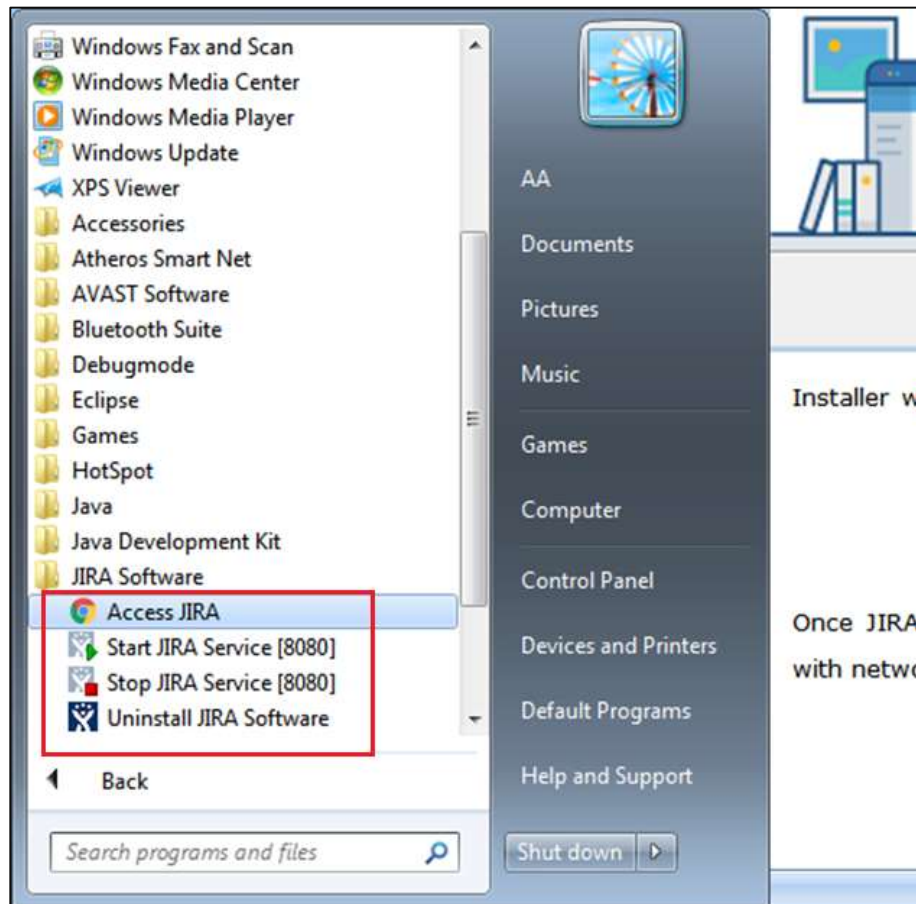 Windows Fax and Scan
Windows Media Center
Windows Media Player
Windows Update
XPS Viewer
Accessories
Atheros Smart Net
AVAST Software
Bluetooth Suite
Debugmode
Eclipse
Games
HotSpot
Java
Java Development Kit
JIRA Software
Access JIRA
Start JIRA Service [8080]
Stop JIRA Service [8080]
Uninstall JIRA Software
Back
Search programs and files
AA
Documents
Pictures
Music
Games
Computer
Control Panel
Devices and Printers
Default Programs
Help and Support
Shut down
Installer
Once JIRA
with